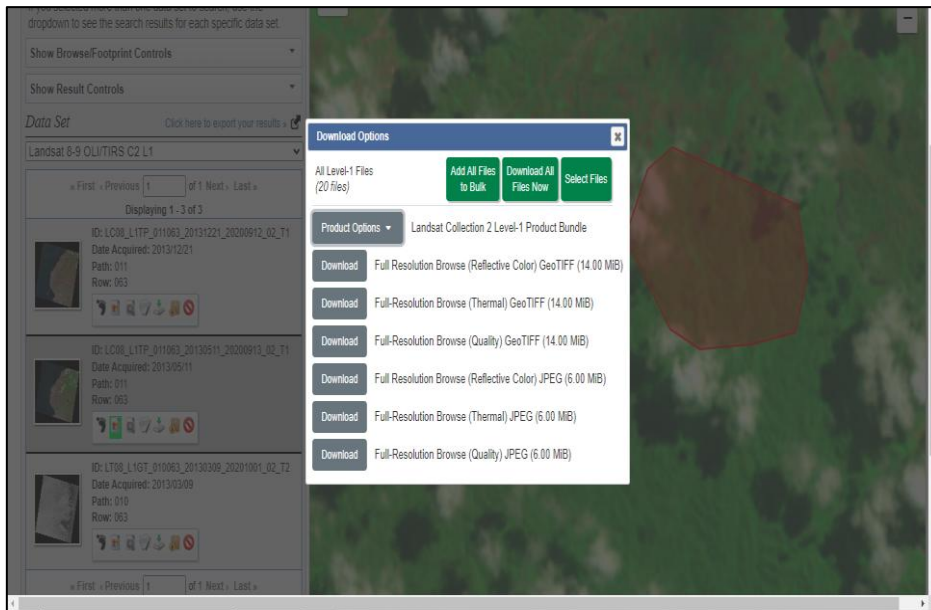 dropdown to see the search results for each specific data set.
Show Browse/Footprint Controls
Show Result Controls
Data Set
Click here to export your results »
Landsat 8-9 OLI/TIRS C2 L1
« First ‹ Previous 1 of 1 Next › Last »
Displaying 1 - 3 of 3
ID: LC08_L1TP_011063_20131221_20200912_02_T1
Date Acquired: 2013/12/21
Path: 011
Row: 063
ID: LC08_L1TP_011063_20130511_20200913_02_T1
Date Acquired: 2013/05/11
Path: 011
Row: 063
ID: LT08_L1GT_010063_20130309_20201001_02_T2
Date Acquired: 2013/03/09
Path: 010
Row: 063
« First ‹ Previous 1 of 1 Next › Last »
Download Options
All Level-1 Files
(20 files)
Add All Files
to Bulk
Download All
Files Now
Select Files
Product Options Landsat Collection 2 Level-1 Product Bundle
Download Full Resolution Browse (Reflective Color) GeoTIFF (14.00 MiB)
Download Full-Resolution Browse (Thermal) GeoTIFF (14.00 MiB)
Download Full-Resolution Browse (Quality) GeoTIFF (14.00 MiB)
Download Full Resolution Browse (Reflective Color) JPEG (6.00 MiB)
Download Full-Resolution Browse (Thermal) JPEG (6.00 MiB)
Download Full-Resolution Browse (Quality) JPEG (6.00 MiB)